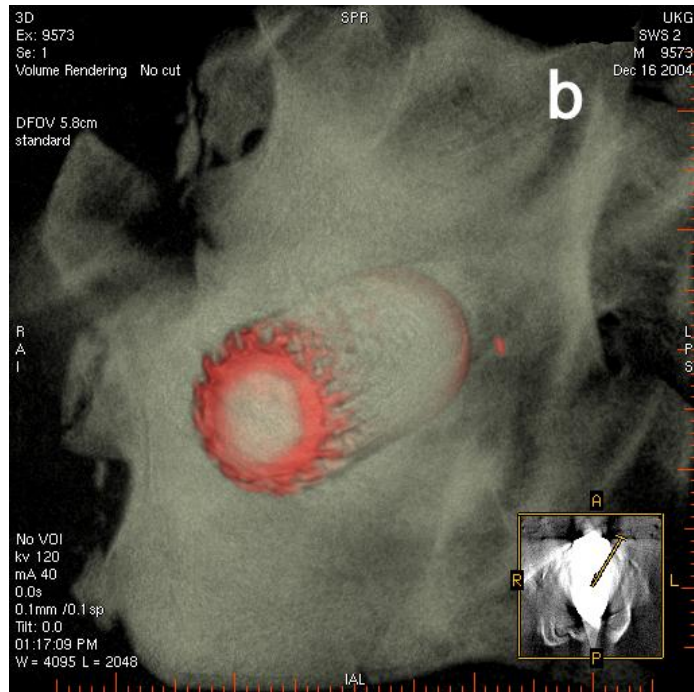 3D
Ex: 9573
Se: 1
Volume Rendering No cut
DFOV 5.8cm
standard
SPR
UKG
SWS 2
M 9573
Dec 16 2004
b
R
A
I
L
P
S
No VOI
kv 120
mA 40
0.0s
0.1mm /0.1sp
Tilt: 0.0
01:17:09 PM
W = 4095 L = 2048
IAL
A
R
L
P